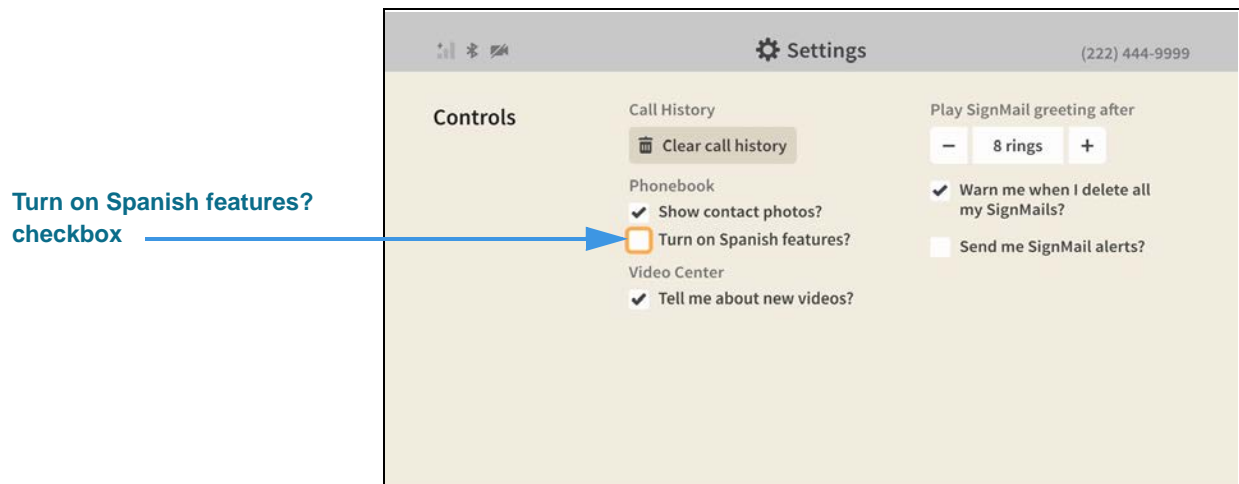 Settings
(222) 444-9999
Controls
Call History
Clear call history
Phonebook
Show contact photos?
Turn on Spanish features?
Video Center
Tell me about new videos?
Play SignMail greeting after
− 8 rings +
Warn me when I delete all
my SignMails?
Send me SignMail alerts?
Turn on Spanish features?
checkbox